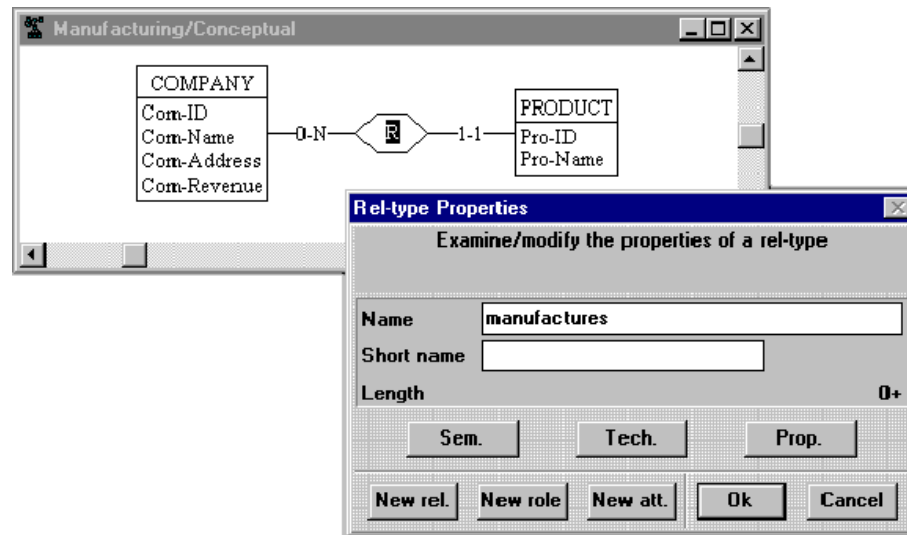 Manufacturing/Conceptual
COMPANY
Com-ID
Com-Name
Com-Address
Com-Revenue
0-N
R
1-1
PRODUCT
Pro-ID
Pro-Name
Rel-type Properties
Examine/modify the properties of a rel-type
Name manufactures
Short name
Length 0+
Sem. Tech. Prop.
New rel. New role New att. Ok Cancel